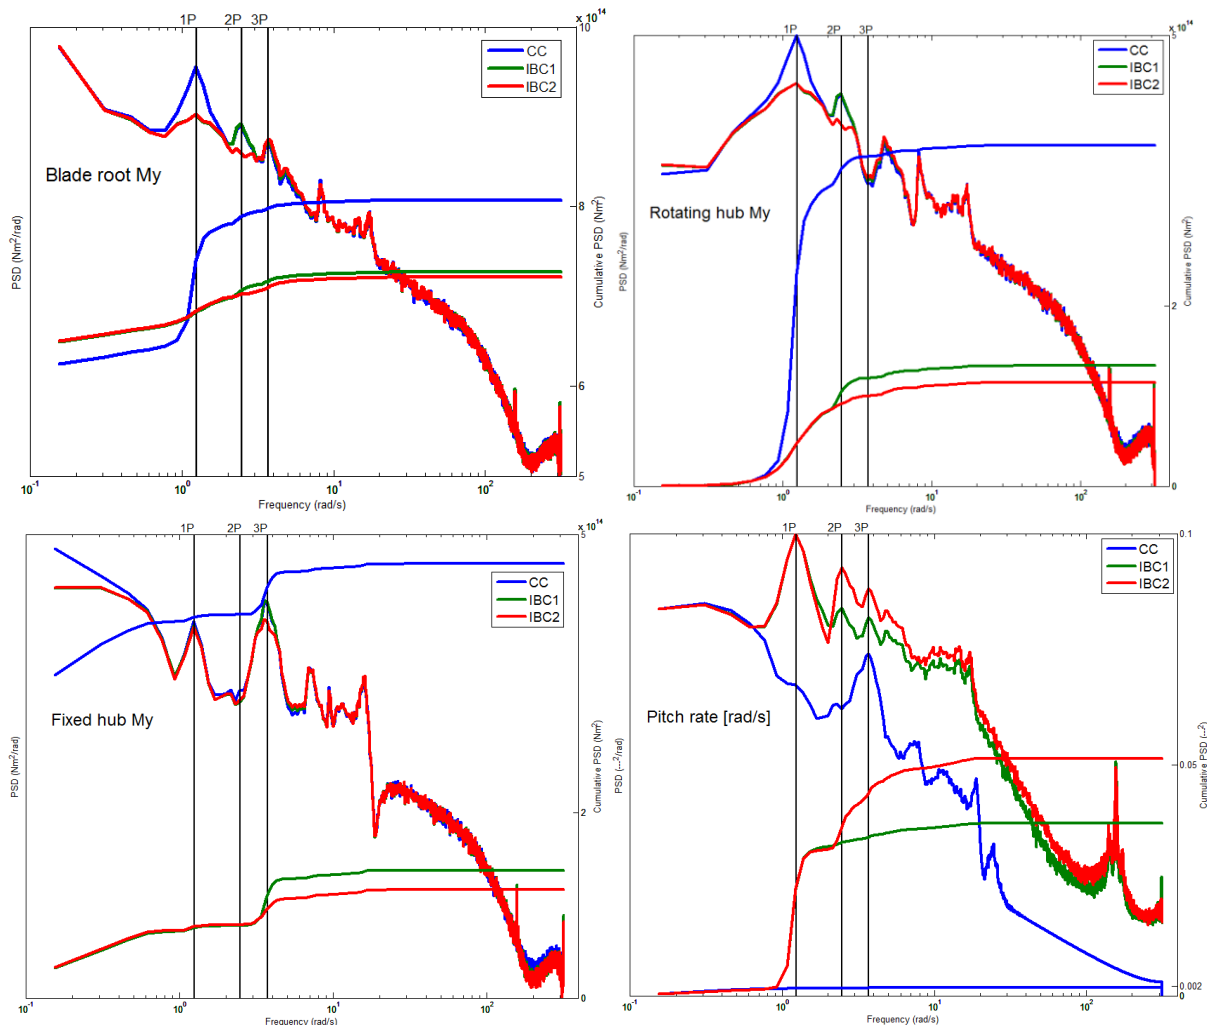 1P 2P 3P
10 x 10^14
CC
IBC1
IBC2
Blade root My
PSD (Nm²/rad)
Cumulative PSD (Nm²)
8
6
5
10^-1 10^0 10^1 10^2
Frequency (rad/s)
1P 2P 3P
5 x 10^14
CC
IBC1
IBC2
Rotating hub My
PSD (Nm²/rad)
Cumulative PSD (Nm²)
2
0
10^-1 10^0 10^1 10^2
Frequency (rad/s)
1P 2P 3P
5 x 10^14
CC
IBC1
IBC2
Fixed hub My
PSD (Nm²/rad)
Cumulative PSD (Nm²)
2
0
10^-1 10^0 10^1 10^2
Frequency (rad/s)
1P 2P 3P
0.1
CC
IBC1
IBC2
Pitch rate [rad/s]
PSD (---²/rad)
Cumulative PSD (---²)
0.05
0.002
0
10^-1 10^0 10^1 10^2
Frequency (rad/s)